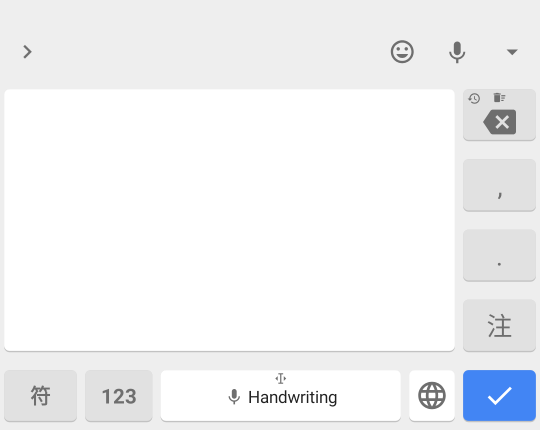 ,
.
注
符 123 Handwriting